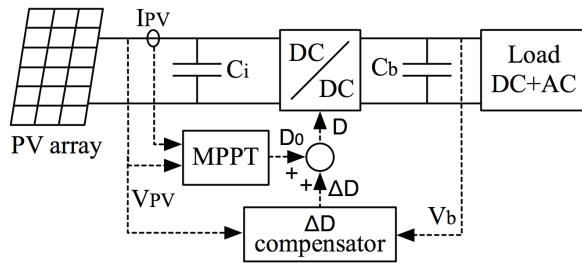 IPV
PV array
Ci
DC
DC
Cb
Load
DC+AC
D
MPPT
D0
+
+
ΔD
VPV
ΔD
compensator
Vb